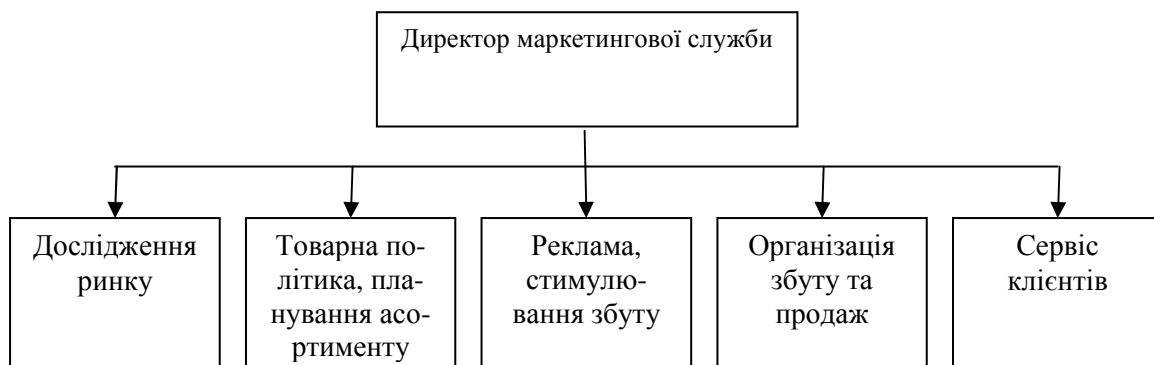 Директор маркетингової служби
Дослідження
ринку
Товарна по-
літика, пла-
нування асо-
ртименту
Реклама,
стимулю-
вання збуту
Організація
збуту та
продаж
Сервіс
клієнтів